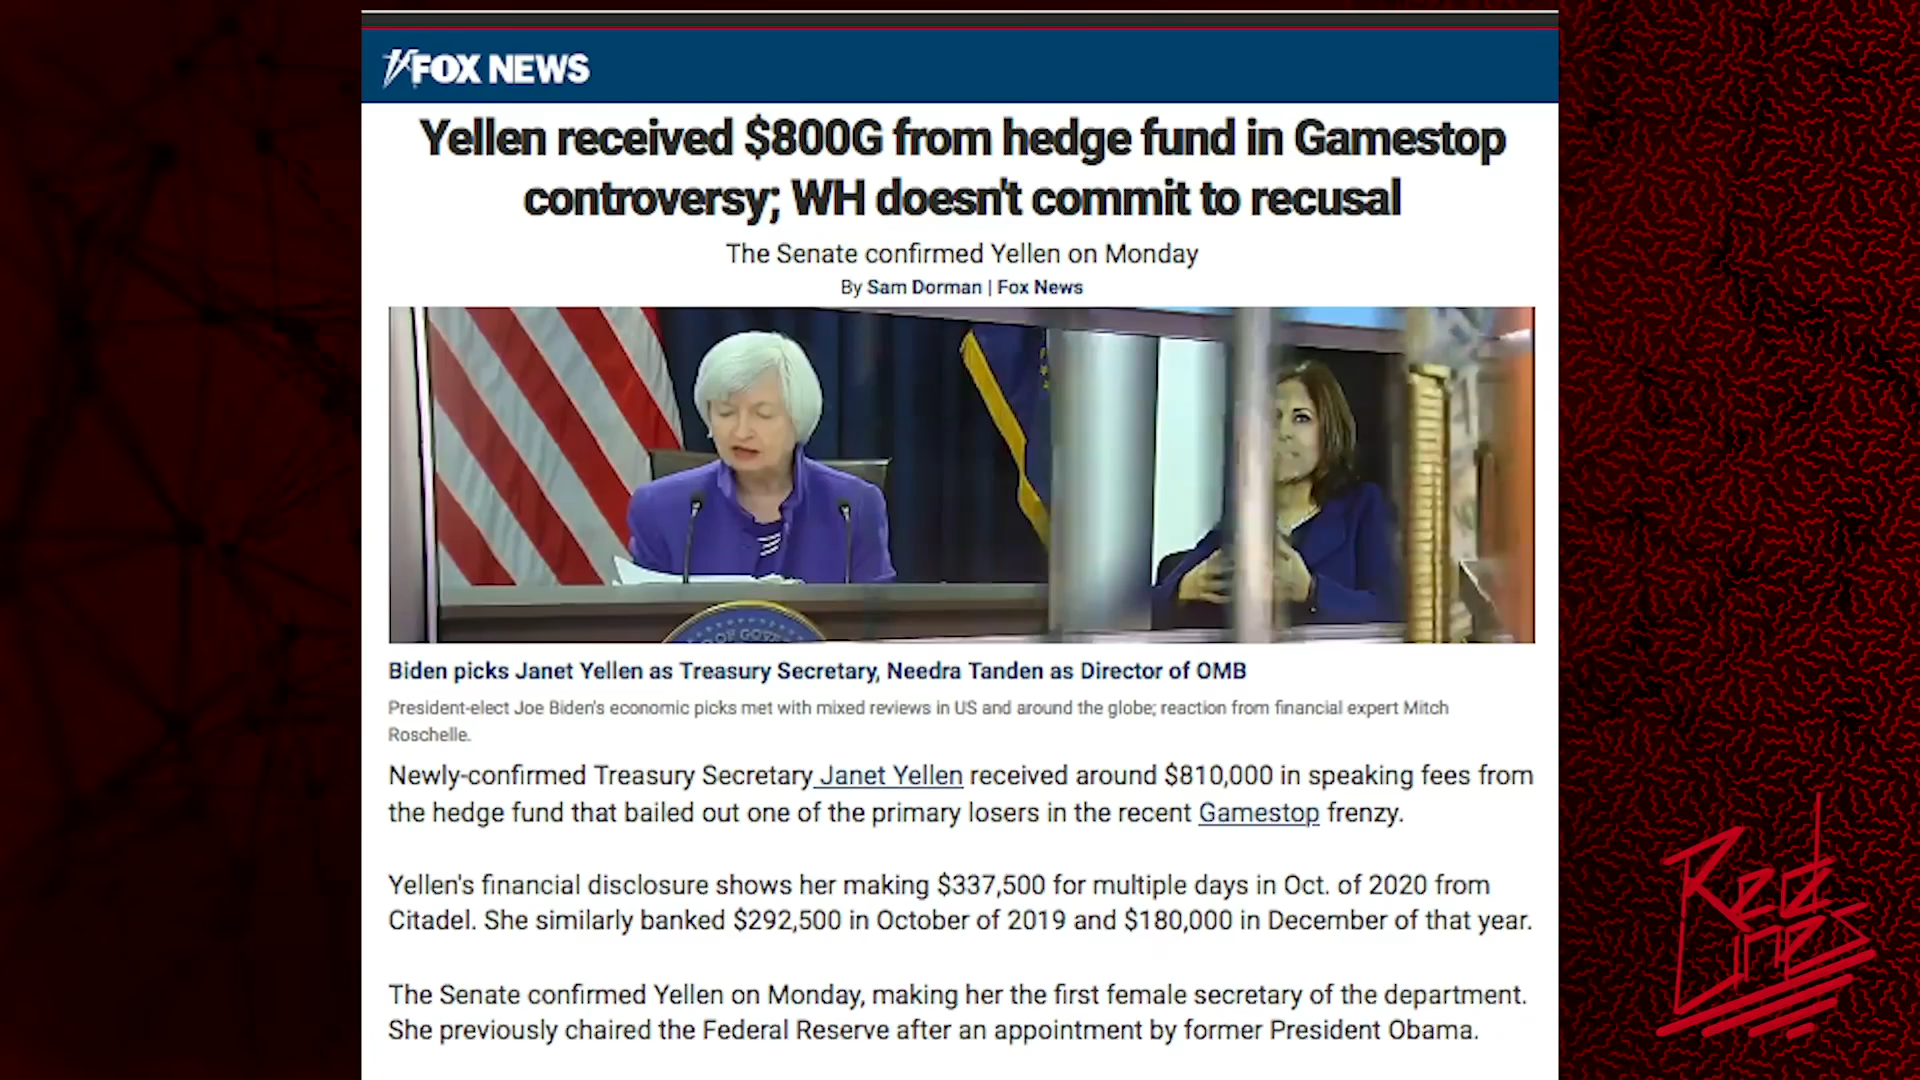 FOX NEWS
Yellen received $800G from hedge fund in Gamestop
controversy; WH doesn't commit to recusal
The Senate confirmed Yellen on Monday
By Sam Dorman | Fox News
OF GOVE
Biden picks Janet Yellen as Treasury Secretary, Needra Tanden as Director of OMB
President-elect Joe Biden's economic picks met with mixed reviews in US and around the globe; reaction from financial expert Mitch
Roschelle.
Newly-confirmed Treasury Secretary Janet Yellen received around $810,000 in speaking fees from
the hedge fund that bailed out one of the primary losers in the recent Gamestop frenzy.
Yellen's financial disclosure shows her making $337,500 for multiple days in Oct. of 2020 from
Citadel. She similarly banked $292,500 in October of 2019 and $180,000 in December of that year.
The Senate confirmed Yellen on Monday, making her the first female secretary of the department.
She previously chaired the Federal Reserve after an appointment by former President Obama.
Red
Lines